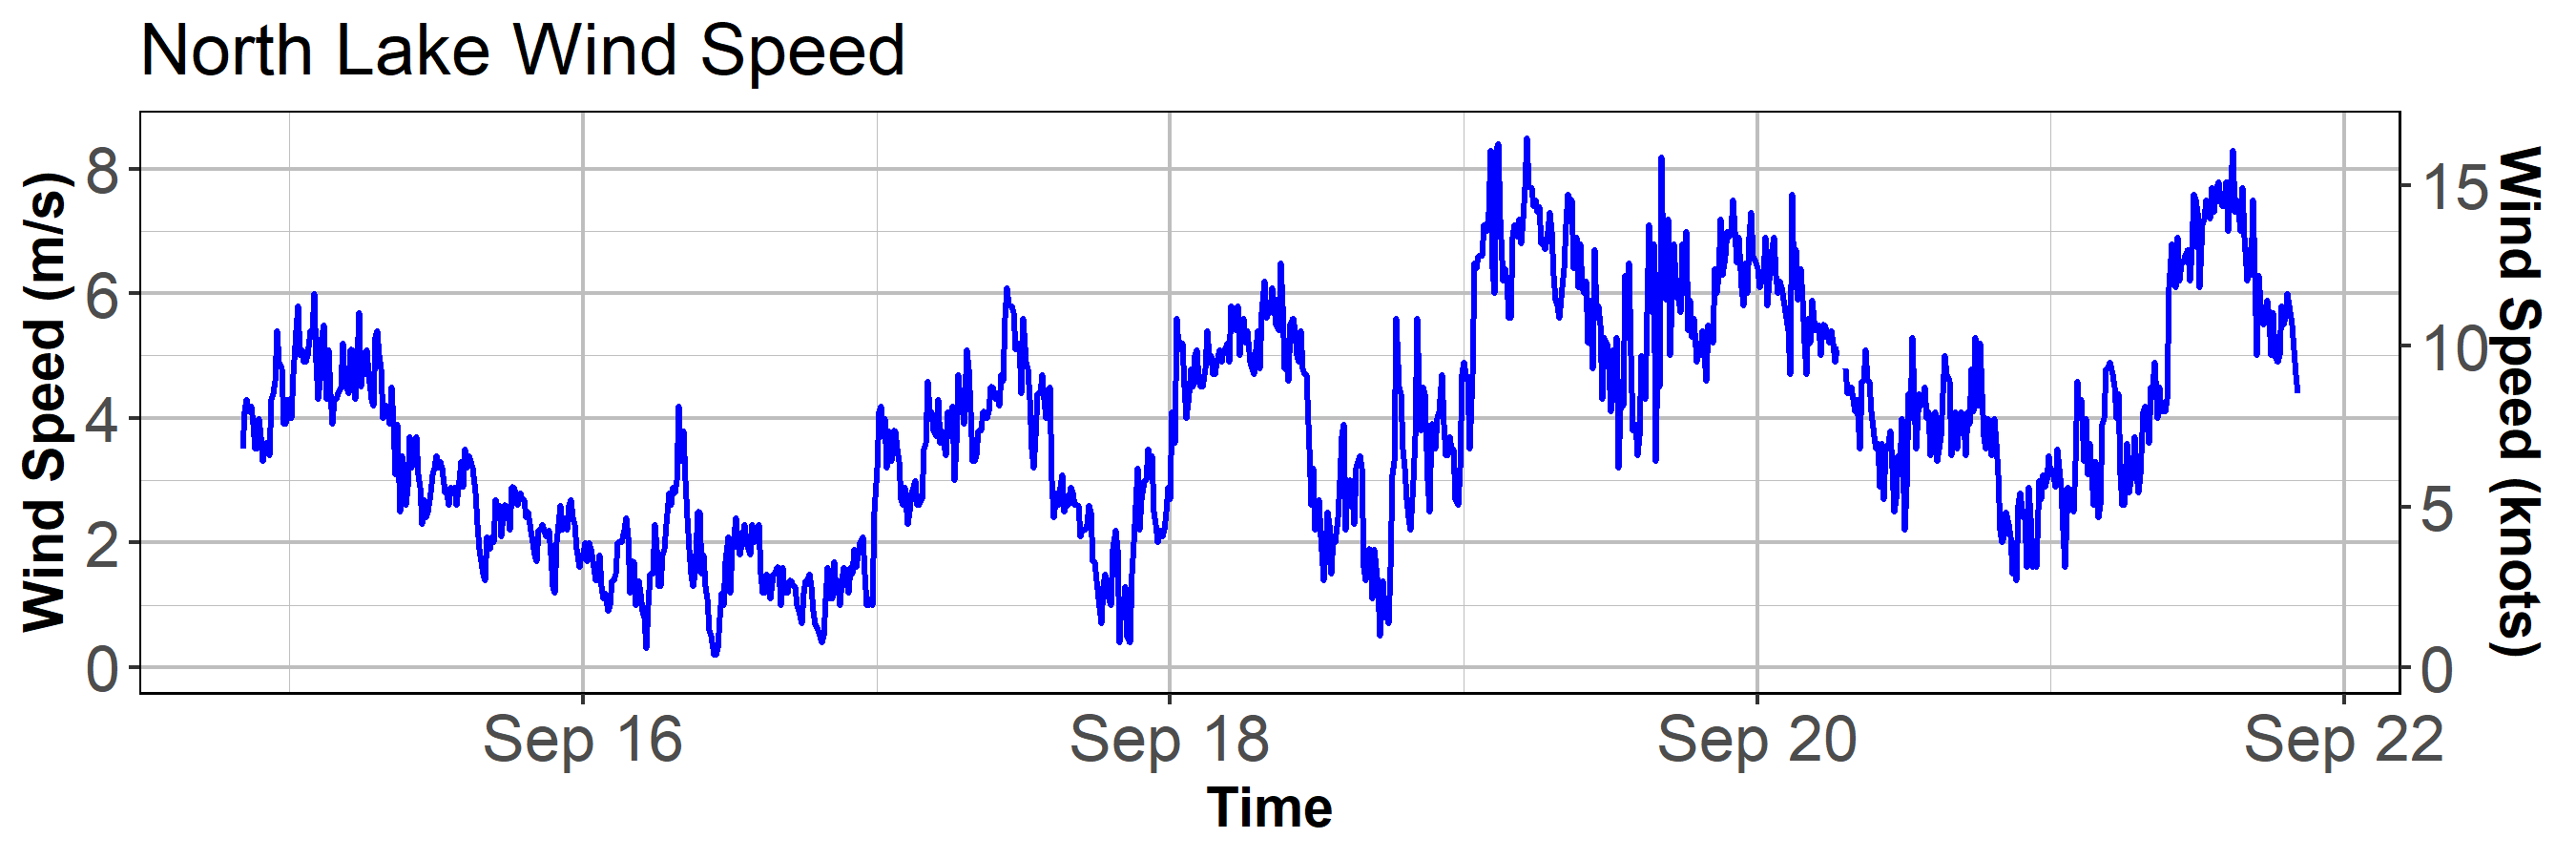 North Lake Wind Speed
Wind Speed (m/s)
8
6
4
2
0
15
10
5
0
Wind Speed (knots)
Sep 16
Sep 18
Sep 20
Sep 22
Time